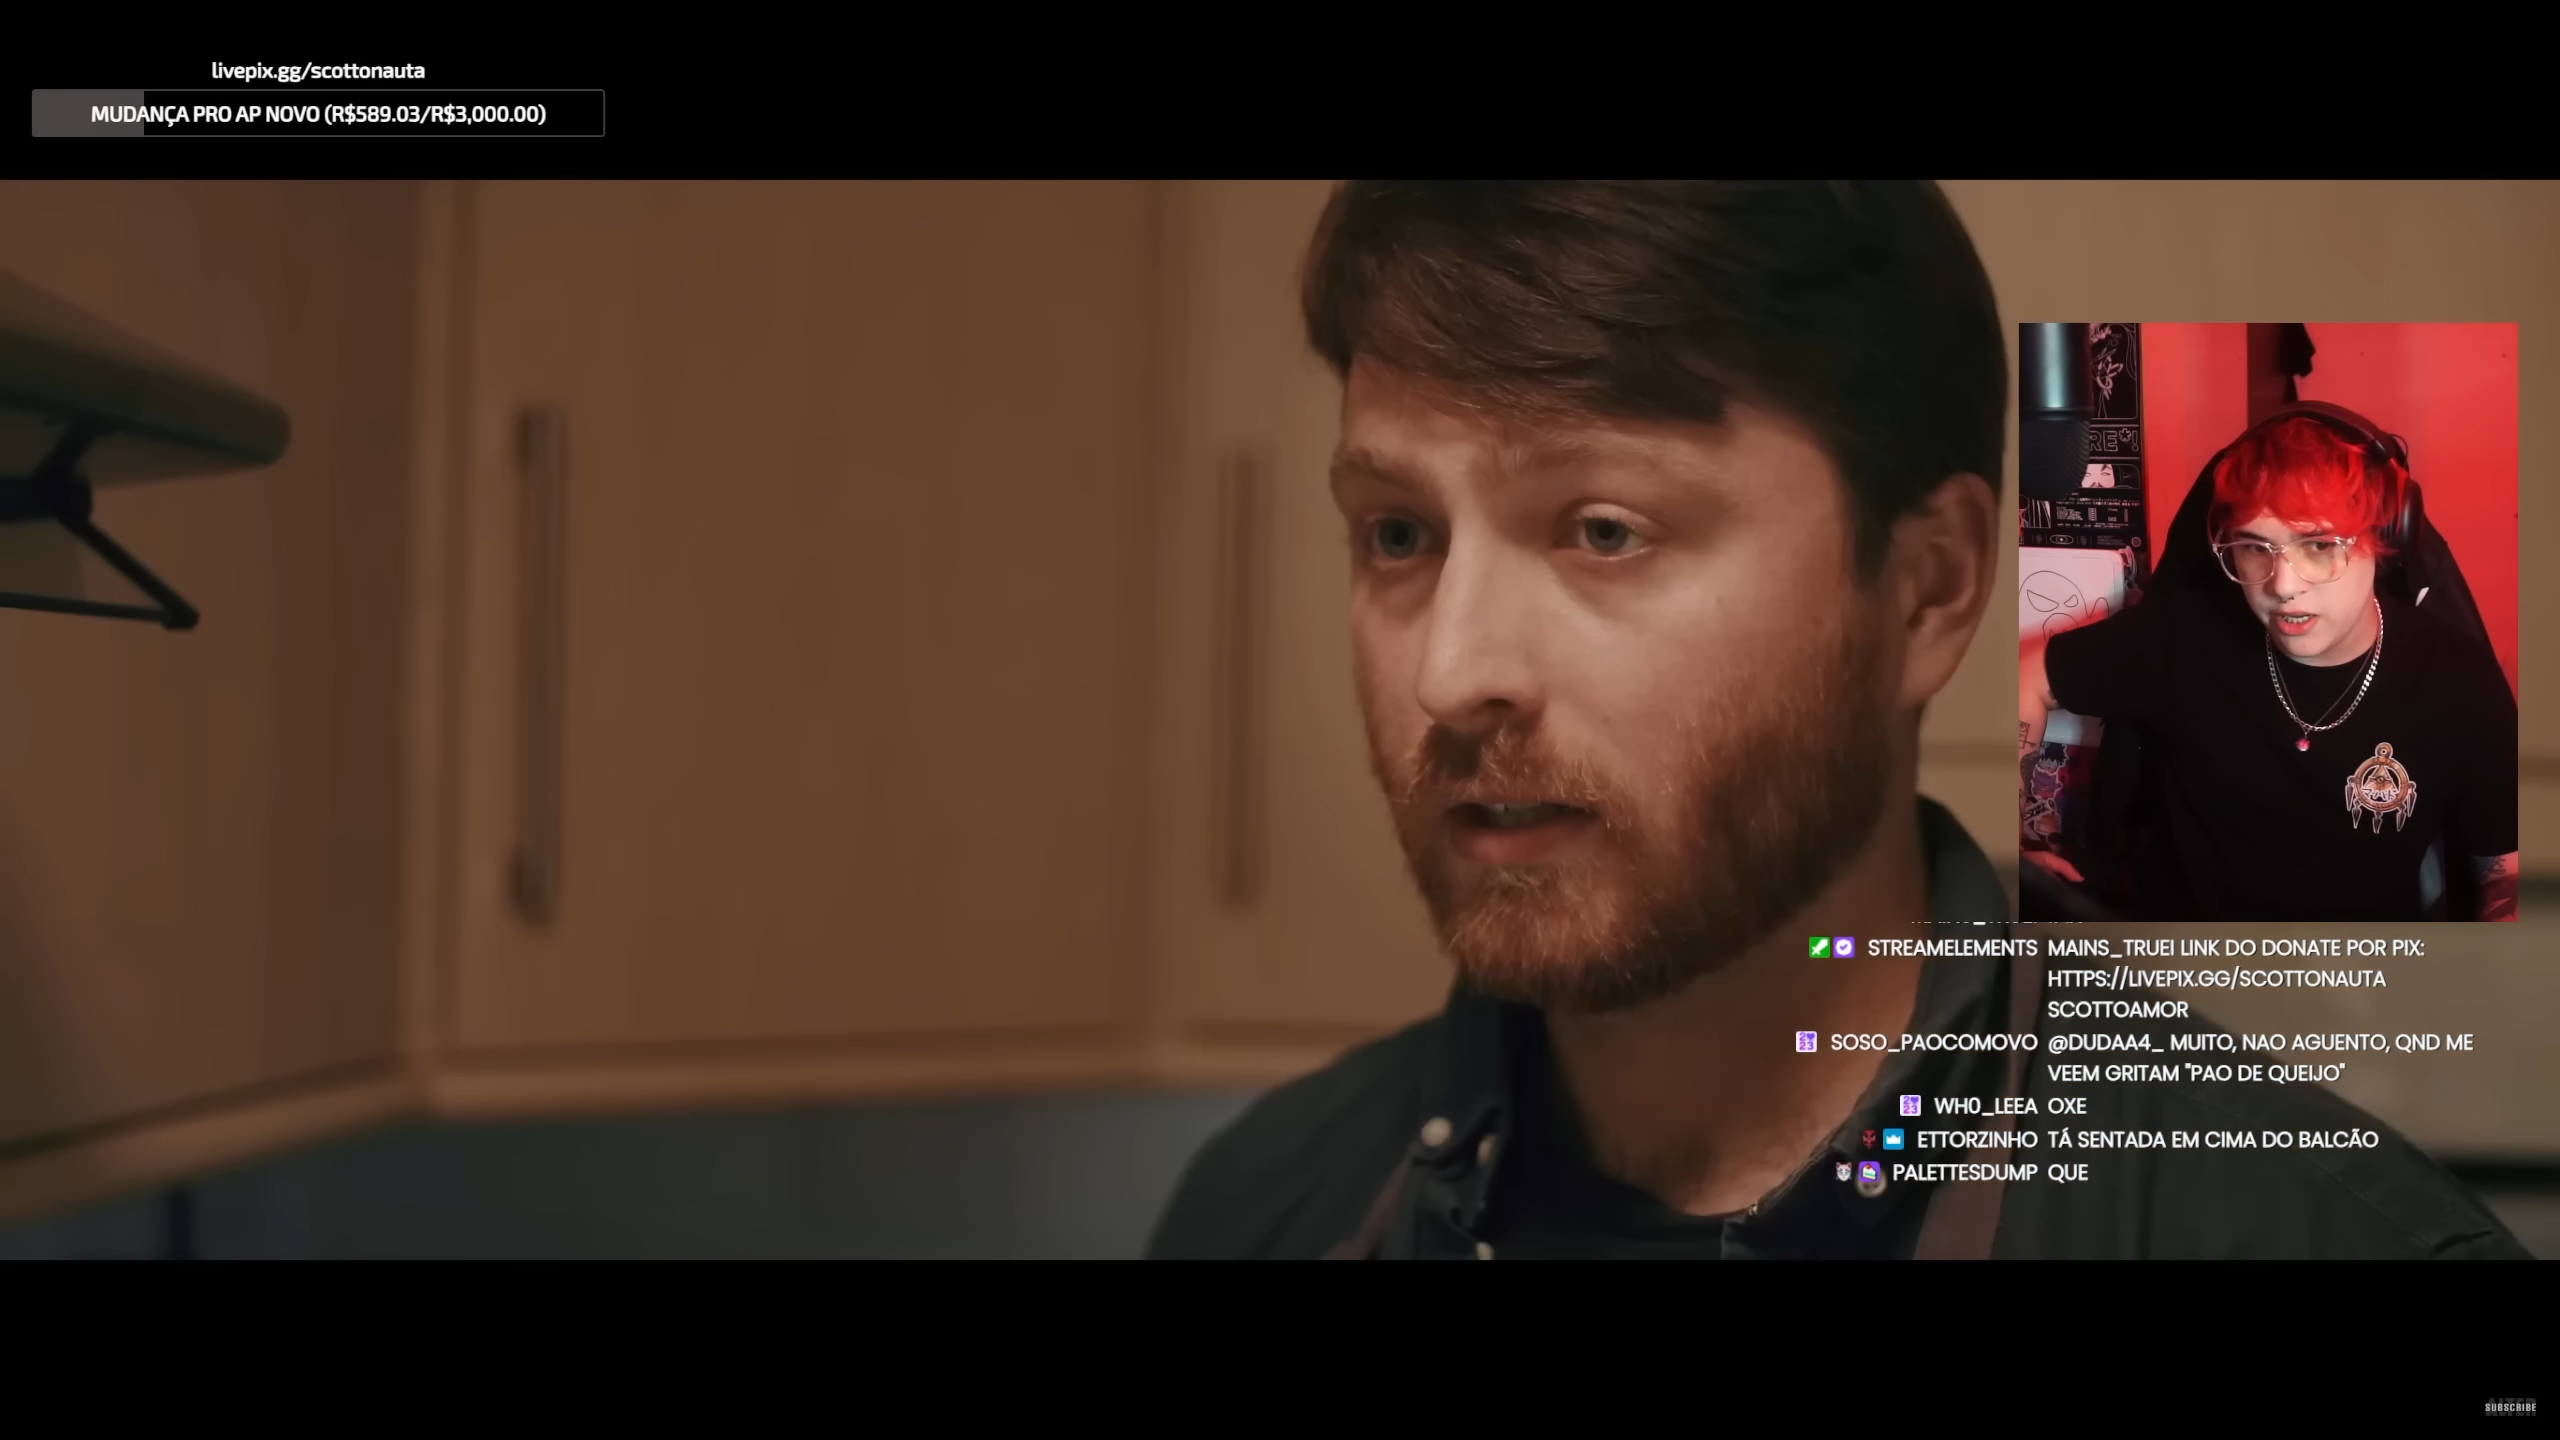 livepix.gg/scottonauta
MUDANÇA PRO AP NOVO (R$589.03/R$3,000.00)
RE*!
STREAMELEMENTS MAINS_TRUEI LINK DO DONATE POR PIX:
HTTPS://LIVEPIX.GG/SCOTTONAUTA
SCOTTOAMOR
SOSO_PAOCOMOVO @DUDAA4_ MUITO, NAO AGUENTO, QND ME
VEEM GRITAM "PAO DE QUEIJO"
WH0_LEEA OXE
ETTORZINHO TÁ SENTADA EM CIMA DO BALCÃO
PALETTESDUMP QUE
ALTER
SUBSCRIBE